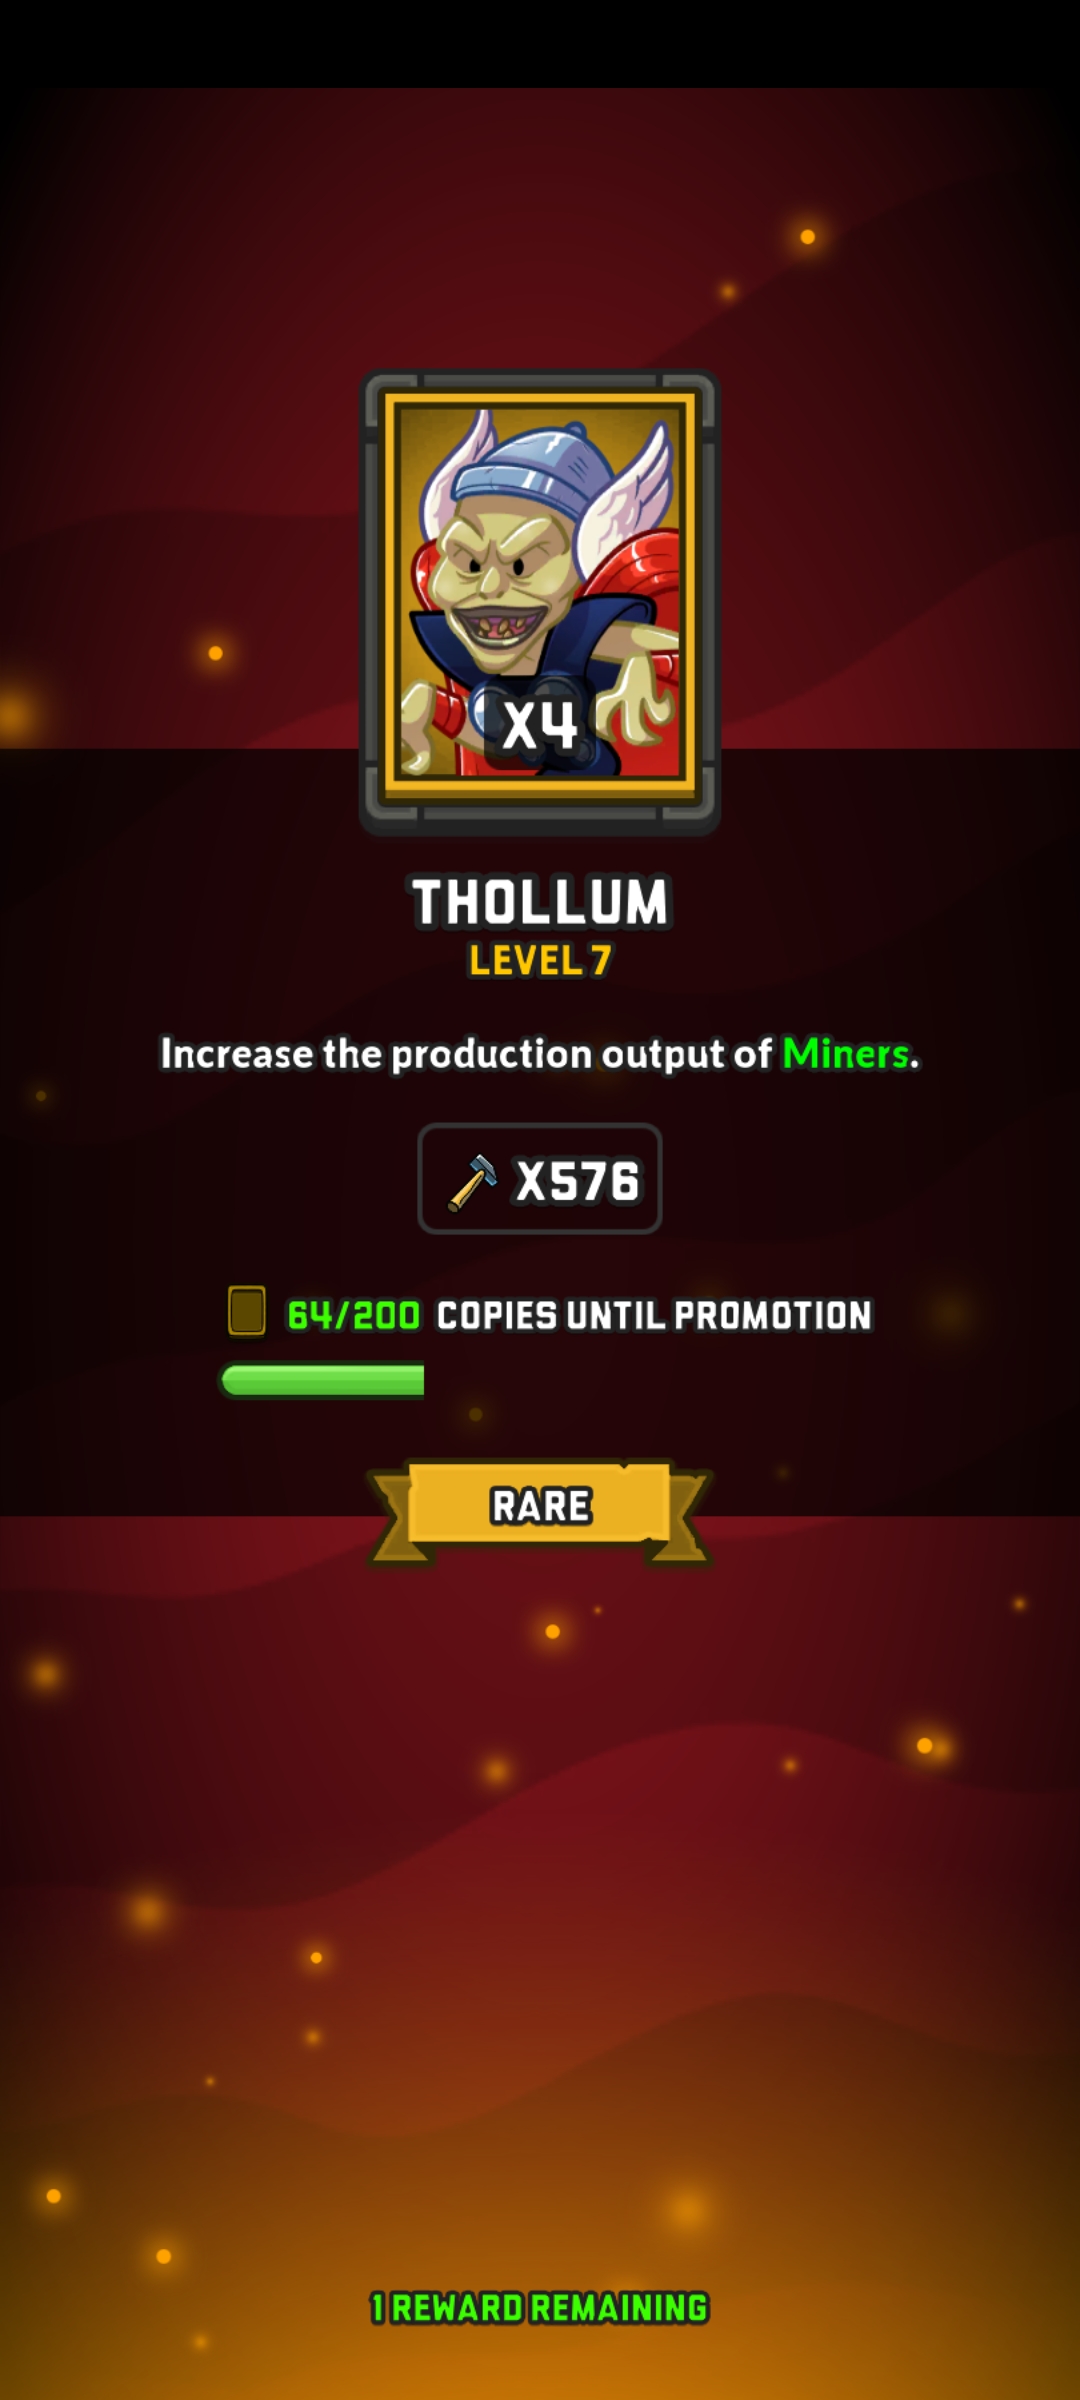 X4
THOLLUM
LEVEL 7
Increase the production output of Miners.
X576
64/200 COPIES UNTIL PROMOTION
RARE
1 REWARD REMAINING